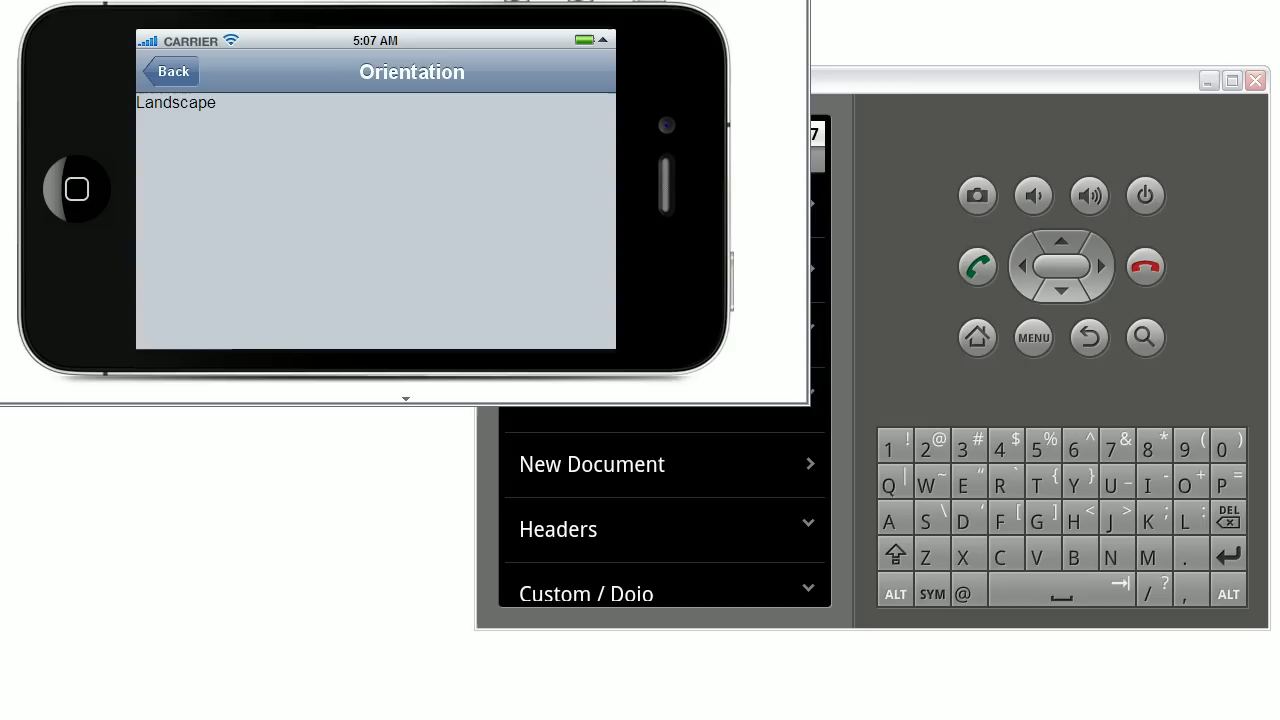 CARRIER
5:07 AM
Back
Orientation
Landscape
7
New Document
Headers
Custom / Dojo
MENU
1 ! 2 @ 3 # 4 $ 5 % 6 ^ 7 & 8 * 9 ( 0 )
Q | W ~ E " R ` T { Y } U _ I - O + P =
A S \ D ' F [ G ] H < J > K ; L : DEL
Z X C V B N M .
ALT SYM @ / ? , ALT